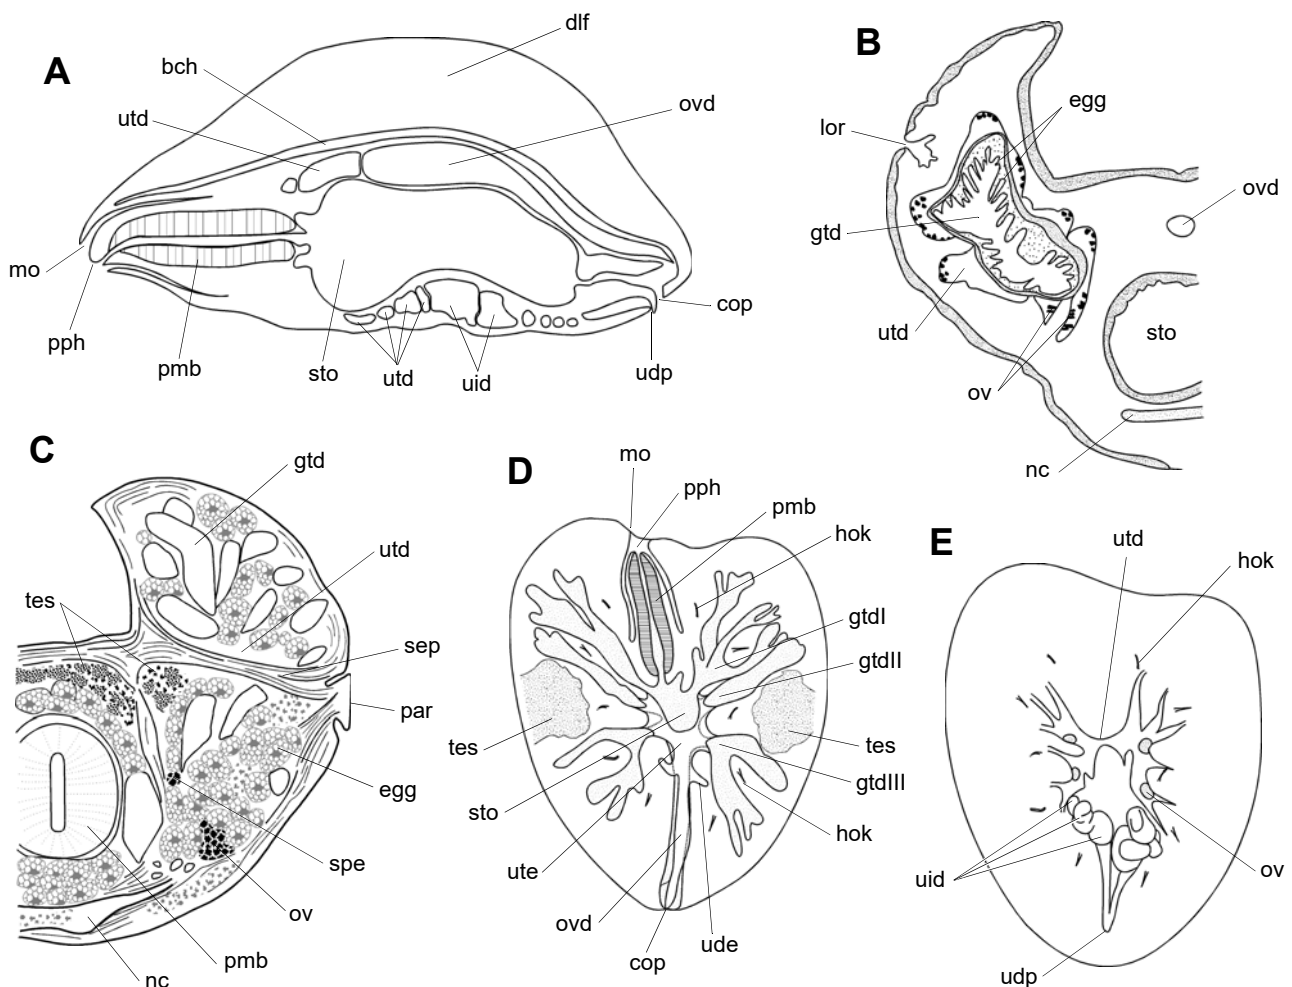 A
dlf
bch
utd
ovd
mo
pph
pmb
sto
utd
uid
udp
cop
B
egg
lor
ovd
gtd
utd
sto
ov
nc
C
gtd
utd
tes
sep
par
egg
spe
ov
pmb
nc
D
mo
pph
pmb
hok
gtdI
gtdII
tes
tes
gtdIII
sto
hok
ute
ovd
ude
cop
E
utd
hok
uid
ov
udp